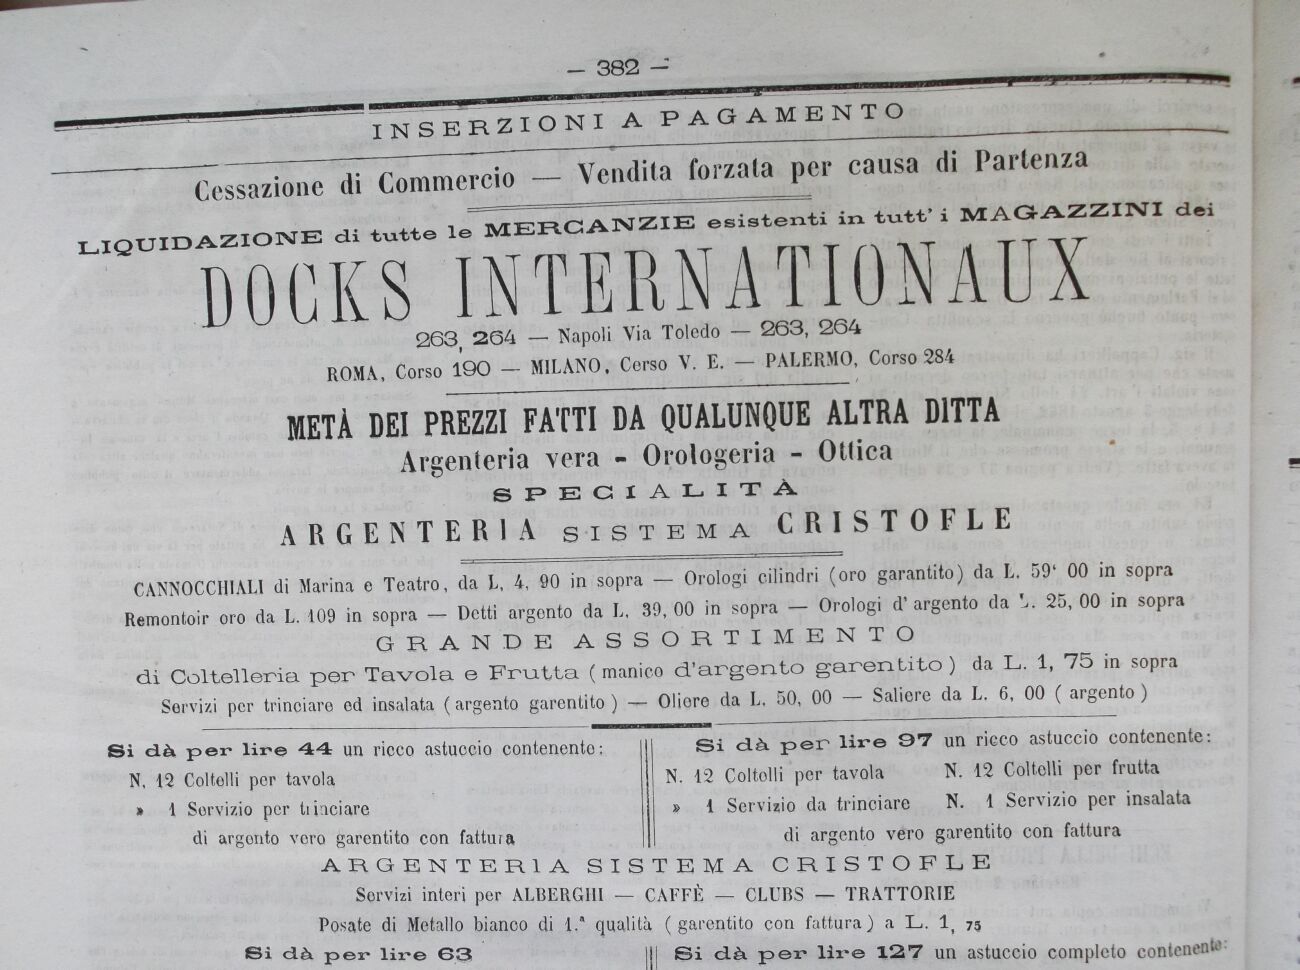 — 382 —
INSERZIONI A PAGAMENTO
Cessazione di Commercio — Vendita forzata per causa di Partenza
LIQUIDAZIONE di tutte le MERCANZIE esistenti in tutt' i MAGAZZINI dei
DOCKS INTERNATIONAUX
263, 264 — Napoli Via Toledo — 263, 264
ROMA, Corso 190 — MILANO, Cerso V. E. — PALERMO, Corso 284
METÀ DEI PREZZI FATTI DA QUALUNQUE ALTRA DITTA
Argenteria vera - Orologeria - Ottica
SPECIALITÀ
ARGENTERIA SISTEMA CRISTOFLE
CANNOCCHIALI di Marina e Teatro, da L, 4, 90 in sopra — Orologi cilindri (oro garantito) da L. 59‘ 00 in sopra
Remontoir oro da L. 109 in sopra — Detti argento da L. 39, 00 in sopra — Orologi d' argento da L. 25, 00 in sopra
GRANDE ASSORTIMENTO
di Coltelleria per Tavola e Frutta ( manico d'argento garentito ) da L. 1, 75 in sopra
Servizi per trinciare ed insalata ( argento garentito ) — Oliere da L. 50, 00 — Saliere da L. 6, 00 ( argento )
Si dà per lire 44 un ricco astuccio contenente:
N. 12 Coltelli per tavola
» 1 Servizio per trinciare
di argento vero garentito con fattura
Si dà per lire 97 un ricco astuccio contenente:
N. 12 Coltelli per tavola N. 12 Coltelli per frutta
» 1 Servizio da trinciare N. 1 Servizio per insalata
di argento vero garentito con fattura
ARGENTERIA SISTEMA CRISTOFLE
Servizi interi per ALBERGHI — CAFFÈ — CLUBS — TRATTORIE
Posate di Metallo bianco di 1.ª qualità ( garentito con fattura ) a L. 1, 75
Si dà per lire 63
Si dà per lire 127 un astuccio completo contenente: